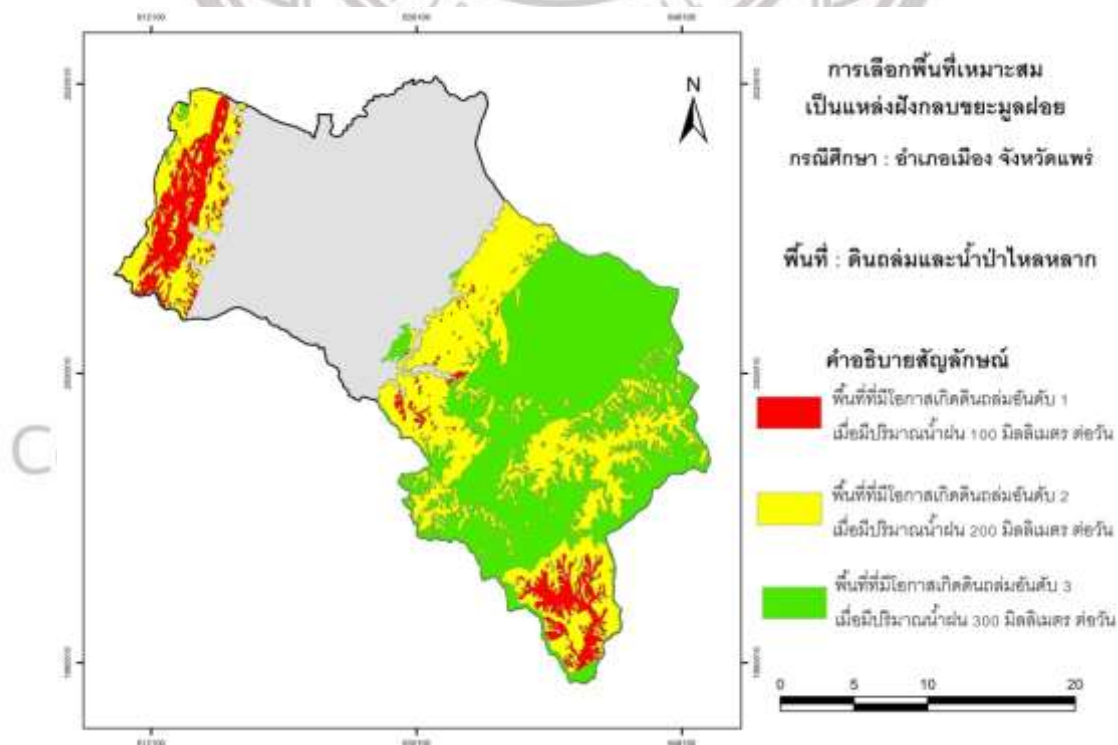 การเลือกพื้นที่เหมาะสม
เป็นแหล่งฝังกลบขยะมูลฝอย
กรณีศึกษา : อำเภอเมือง จังหวัดแพร่
N
พื้นที่ : ดินถล่มและน้ำป่าไหลหลาก
คำอธิบายสัญลักษณ์
พื้นที่ที่มีโอกาสเกิดดินถล่มอันดับ 1
เมื่อมีปริมาณน้ำฝน 100 มิลลิเมตร ต่อวัน
พื้นที่ที่มีโอกาสเกิดดินถล่มอันดับ 2
เมื่อมีปริมาณน้ำฝน 200 มิลลิเมตร ต่อวัน
พื้นที่ที่มีโอกาสเกิดดินถล่มอันดับ 3
เมื่อมีปริมาณน้ำฝน 300 มิลลิเมตร ต่อวัน
0 5 10 20